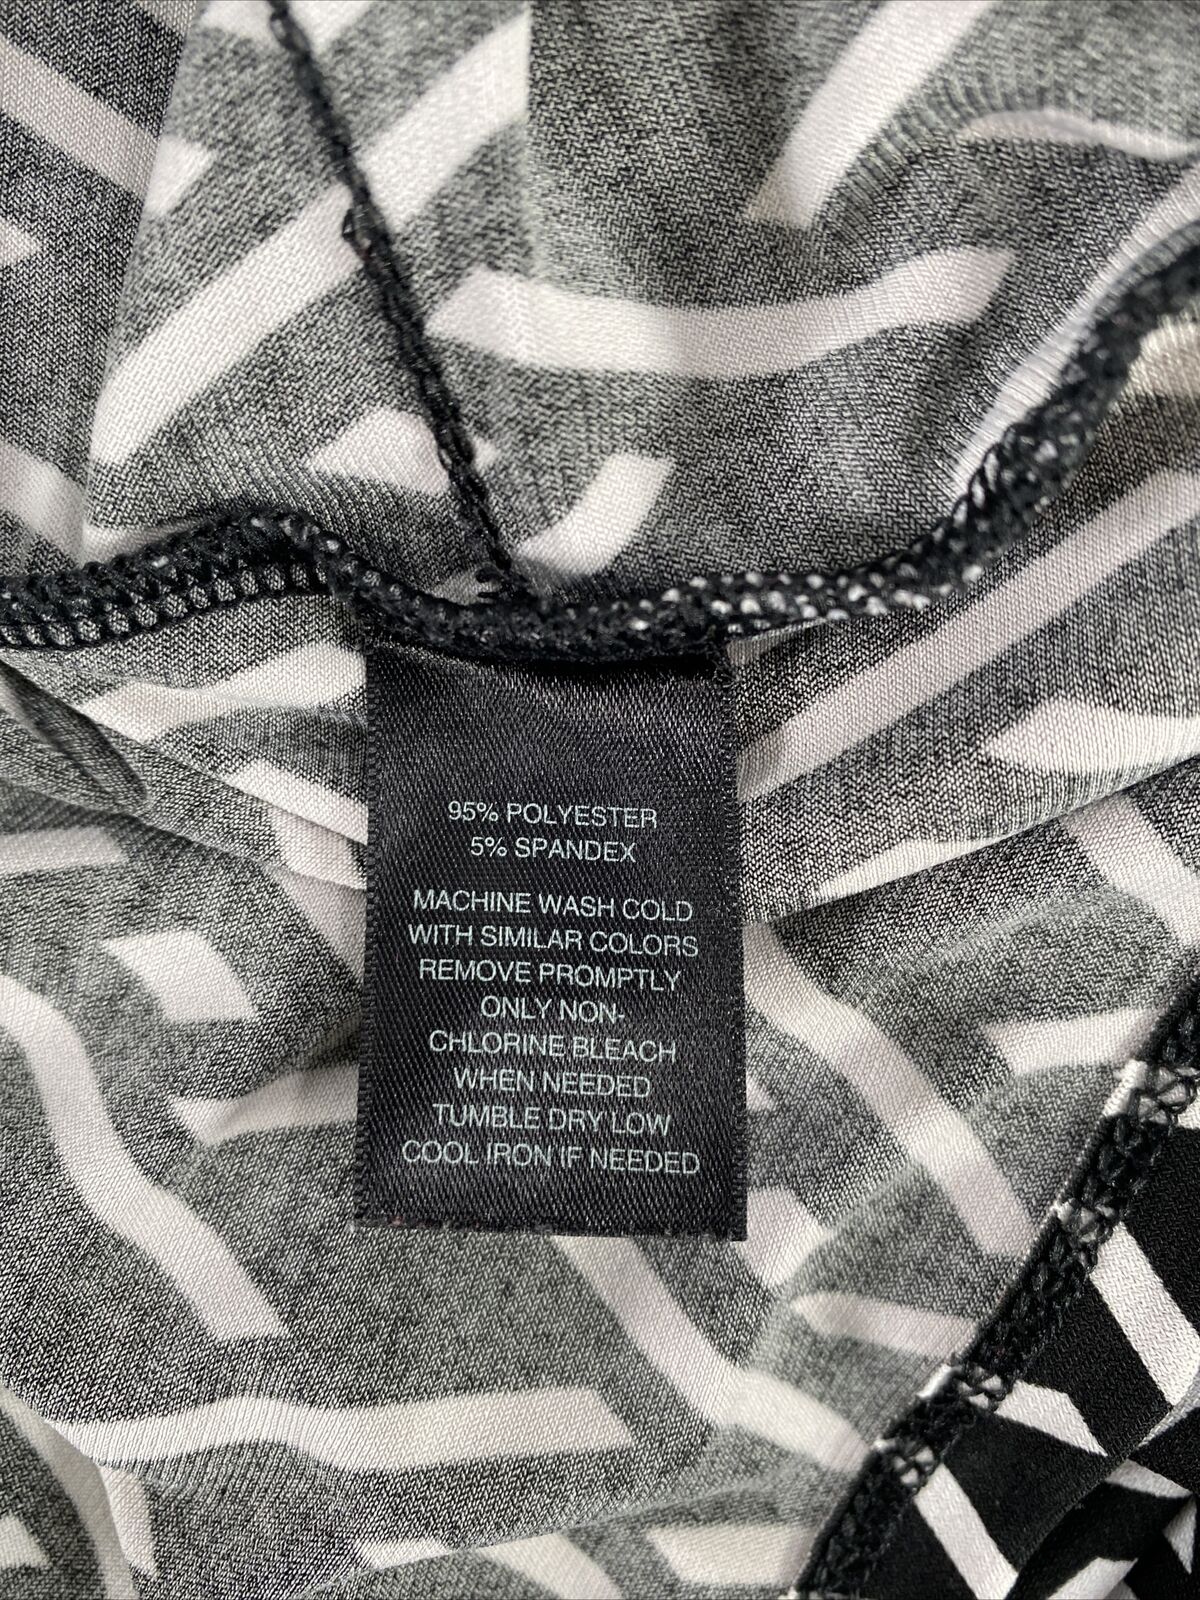 95% POLYESTER
5% SPANDEX
MACHINE WASH COLD
WITH SIMILAR COLORS
REMOVE PROMPTLY
ONLY NON-
CHLORINE BLEACH
WHEN NEEDED
TUMBLE DRY LOW
COOL IRON IF NEEDED